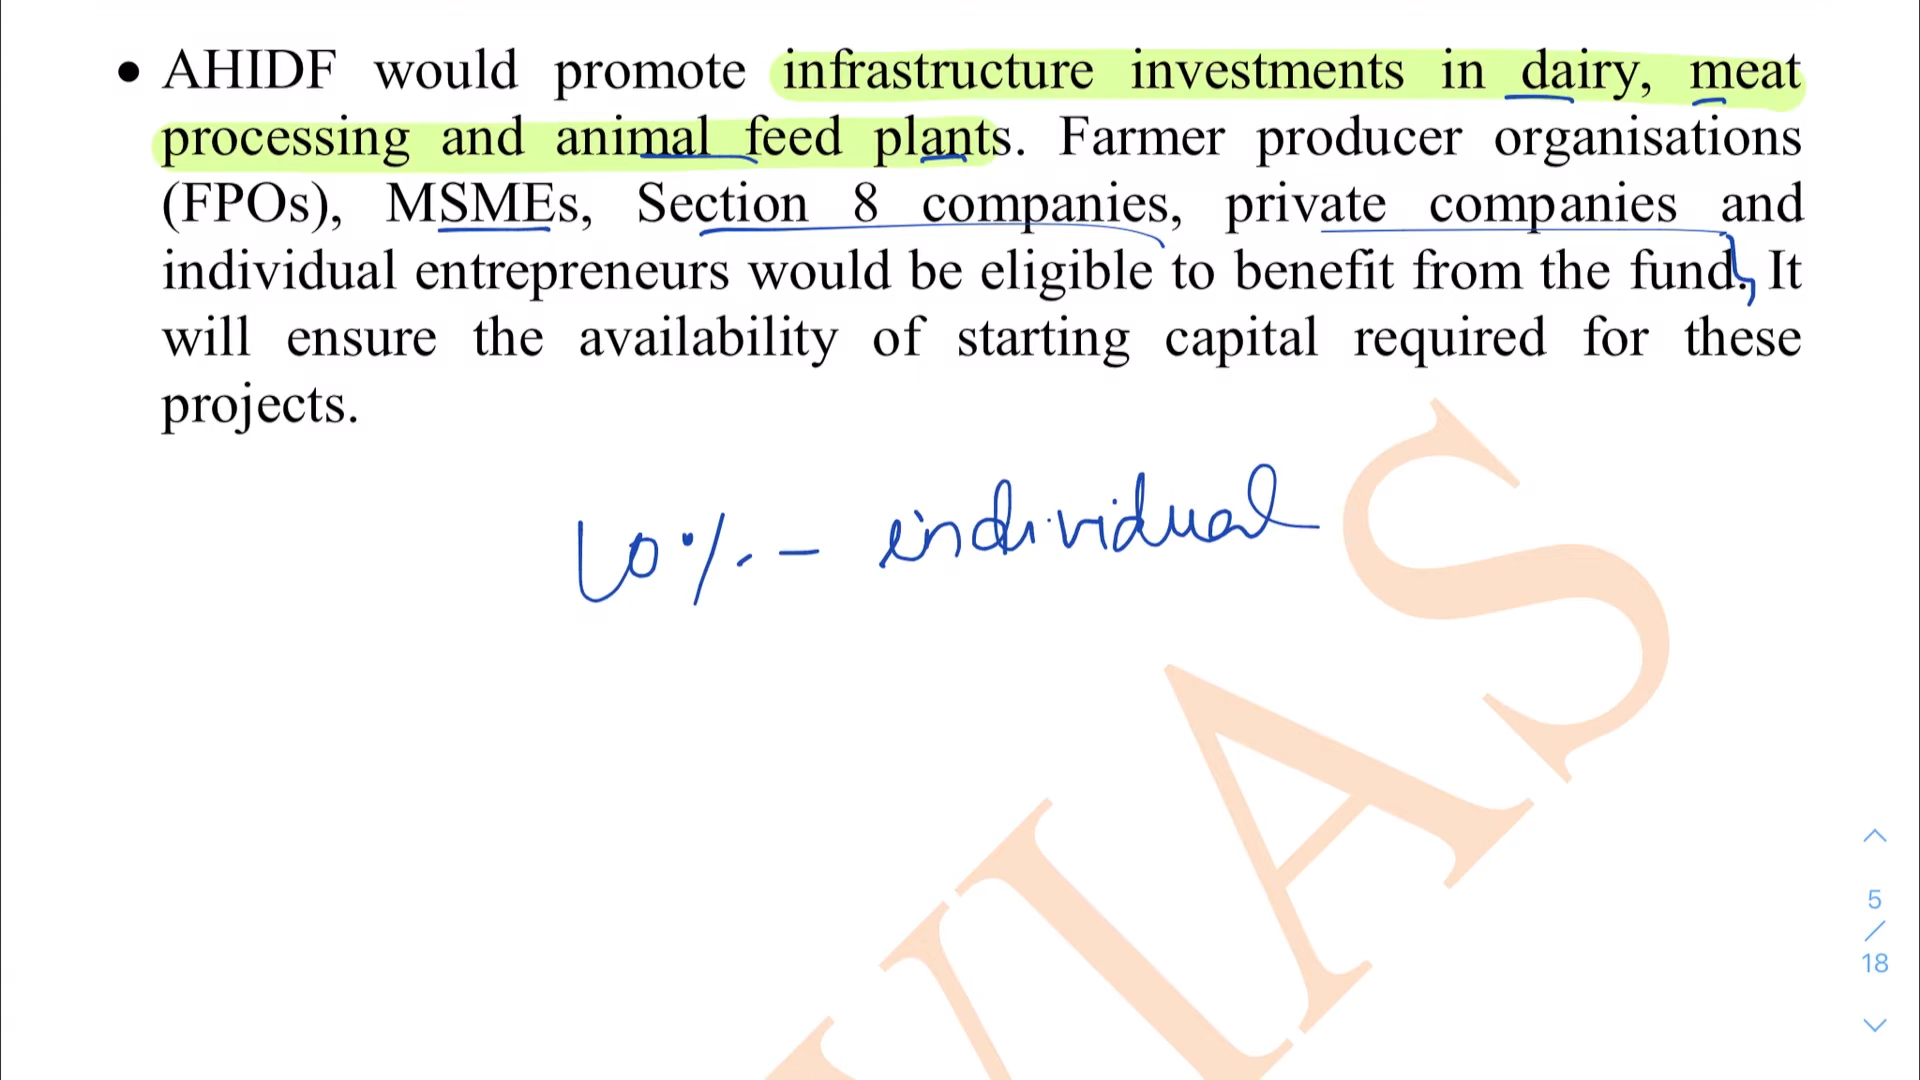 • AHIDF would promote infrastructure investments in dairy, meat
processing and animal feed plants. Farmer producer organisations
(FPOs), MSMEs, Section 8 companies, private companies and
individual entrepreneurs would be eligible to benefit from the fund. It
will ensure the availability of starting capital required for these
projects.
10% - individual
VIAS
5
/
18